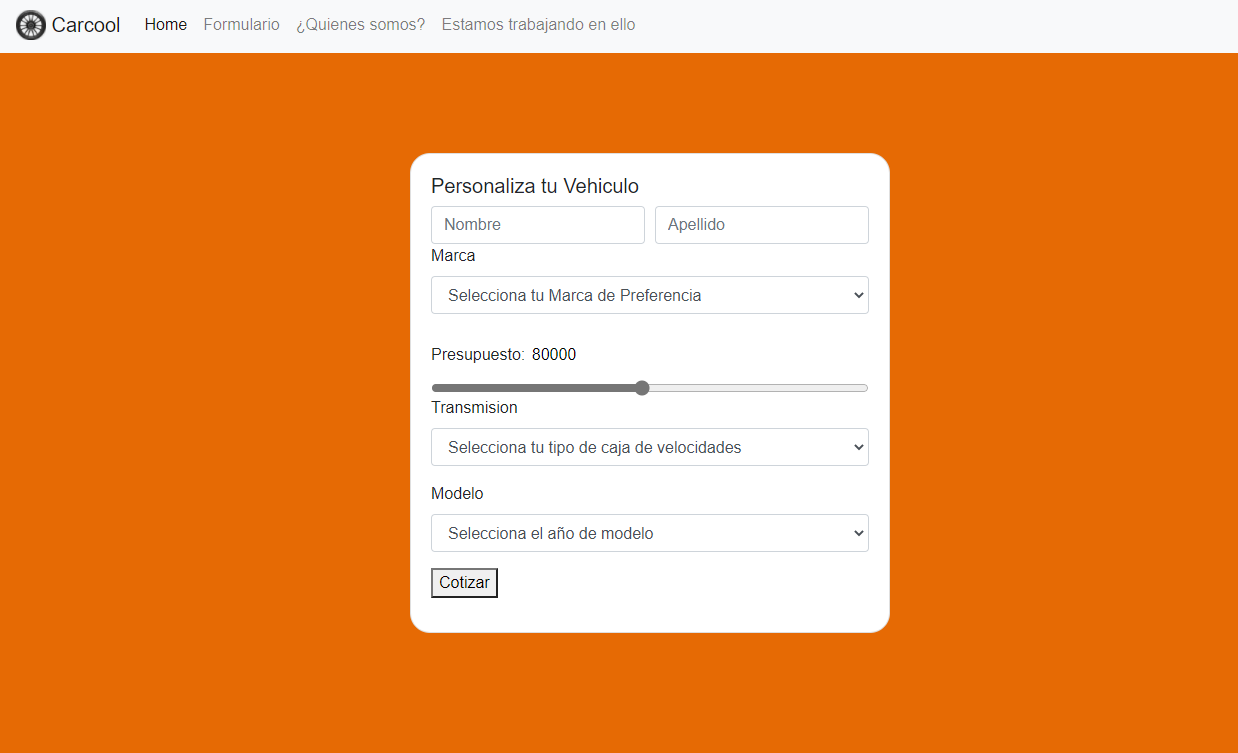 Carcool Home Formulario ¿Quienes somos? Estamos trabajando en ello
Personaliza tu Vehiculo
Nombre Apellido
Marca
Selecciona tu Marca de Preferencia
Presupuesto: 80000
Transmision
Selecciona tu tipo de caja de velocidades
Modelo
Selecciona el año de modelo
Cotizar